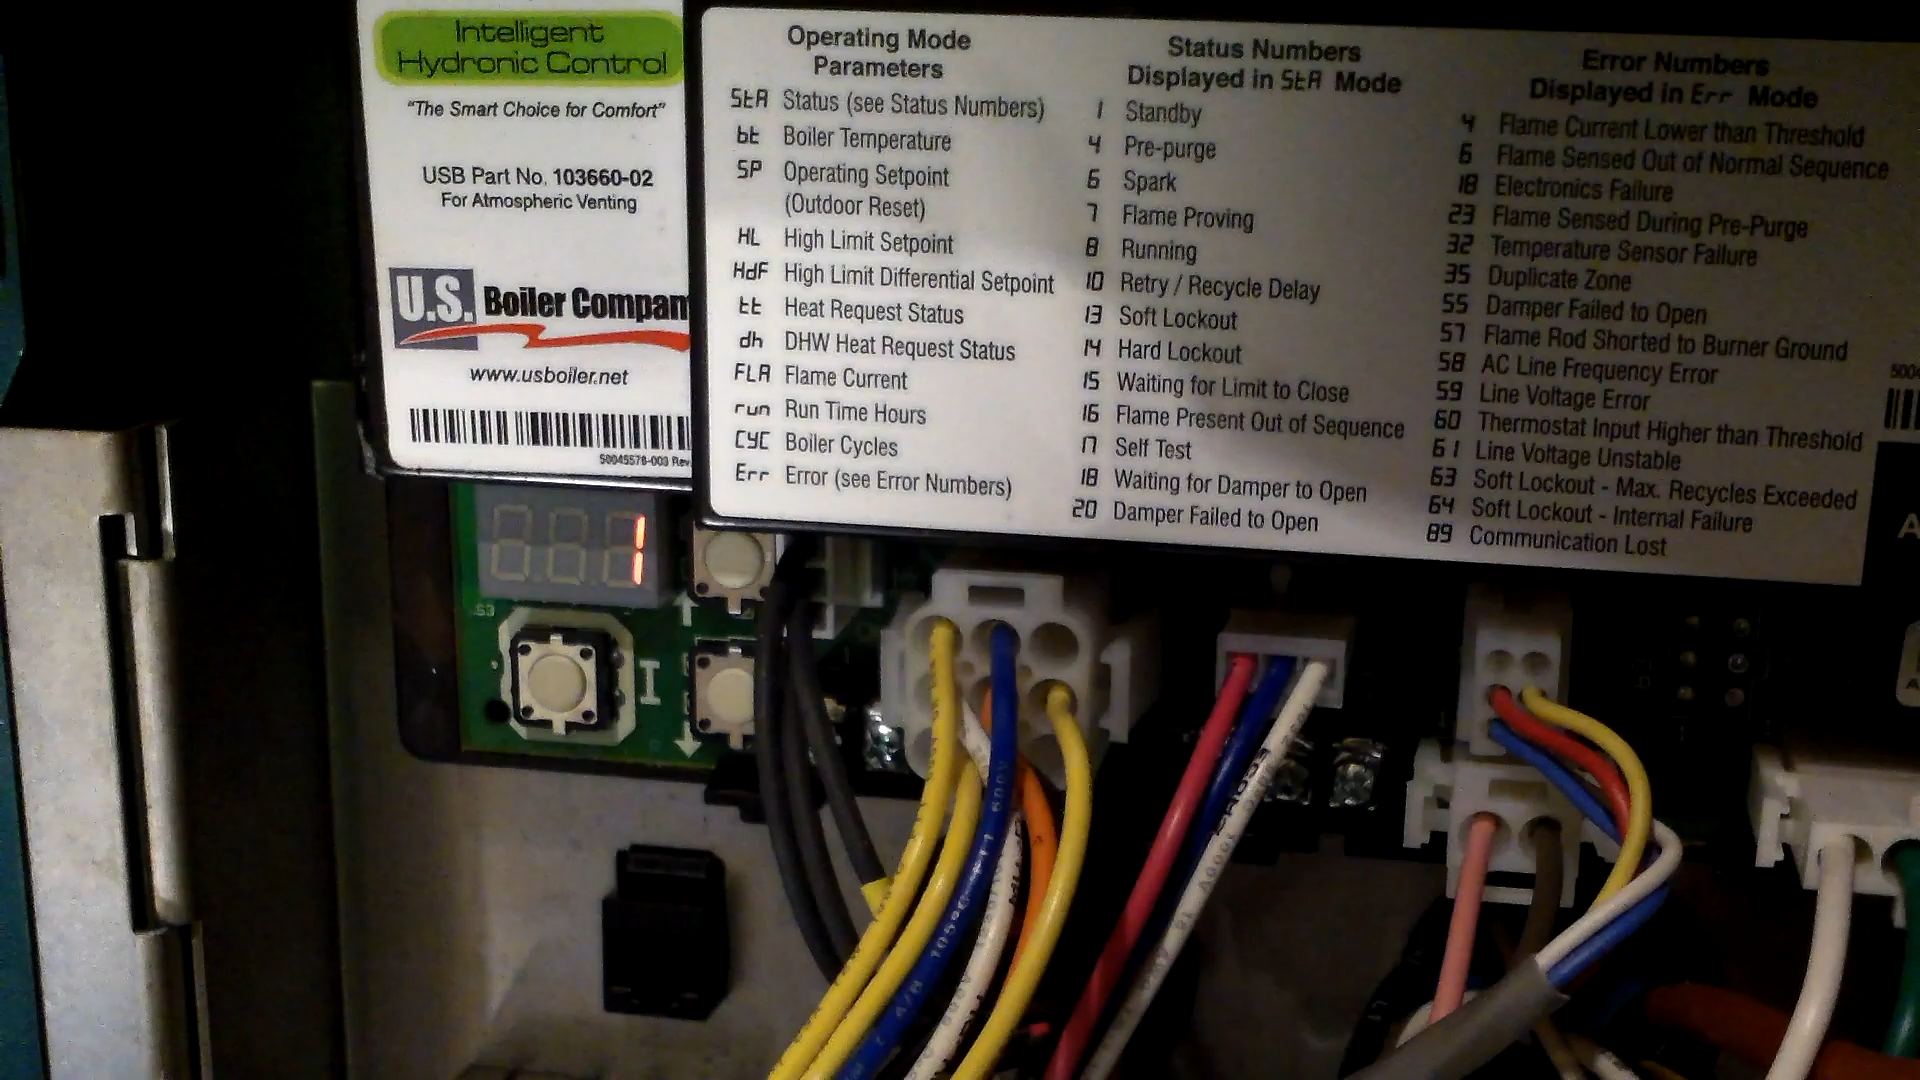 Intelligent
Hydronic Control
"The Smart Choice for Comfort"
USB Part No. 103660-02
For Atmospheric Venting
U.S. Boiler Compan
www.usboiler.net
50045576-003 Rev.
Operating Mode
Parameters
StA Status (see Status Numbers)
bt Boiler Temperature
SP Operating Setpoint
(Outdoor Reset)
HL High Limit Setpoint
HdF High Limit Differential Setpoint
tt Heat Request Status
dh DHW Heat Request Status
FLA Flame Current
run Run Time Hours
CYC Boiler Cycles
Err Error (see Error Numbers)
Status Numbers
Displayed in StA Mode
1 Standby
4 Pre-purge
6 Spark
7 Flame Proving
8 Running
10 Retry / Recycle Delay
13 Soft Lockout
14 Hard Lockout
15 Waiting for Limit to Close
16 Flame Present Out of Sequence
17 Self Test
18 Waiting for Damper to Open
20 Damper Failed to Open
Error Numbers
Displayed in Err Mode
4 Flame Current Lower than Threshold
6 Flame Sensed Out of Normal Sequence
18 Electronics Failure
23 Flame Sensed During Pre-Purge
32 Temperature Sensor Failure
35 Duplicate Zone
55 Damper Failed to Open
57 Flame Rod Shorted to Burner Ground
58 AC Line Frequency Error
59 Line Voltage Error
60 Thermostat Input Higher than Threshold
61 Line Voltage Unstable
63 Soft Lockout - Max. Recycles Exceeded
64 Soft Lockout - Internal Failure
89 Communication Lost
500
1
S3
I
600V